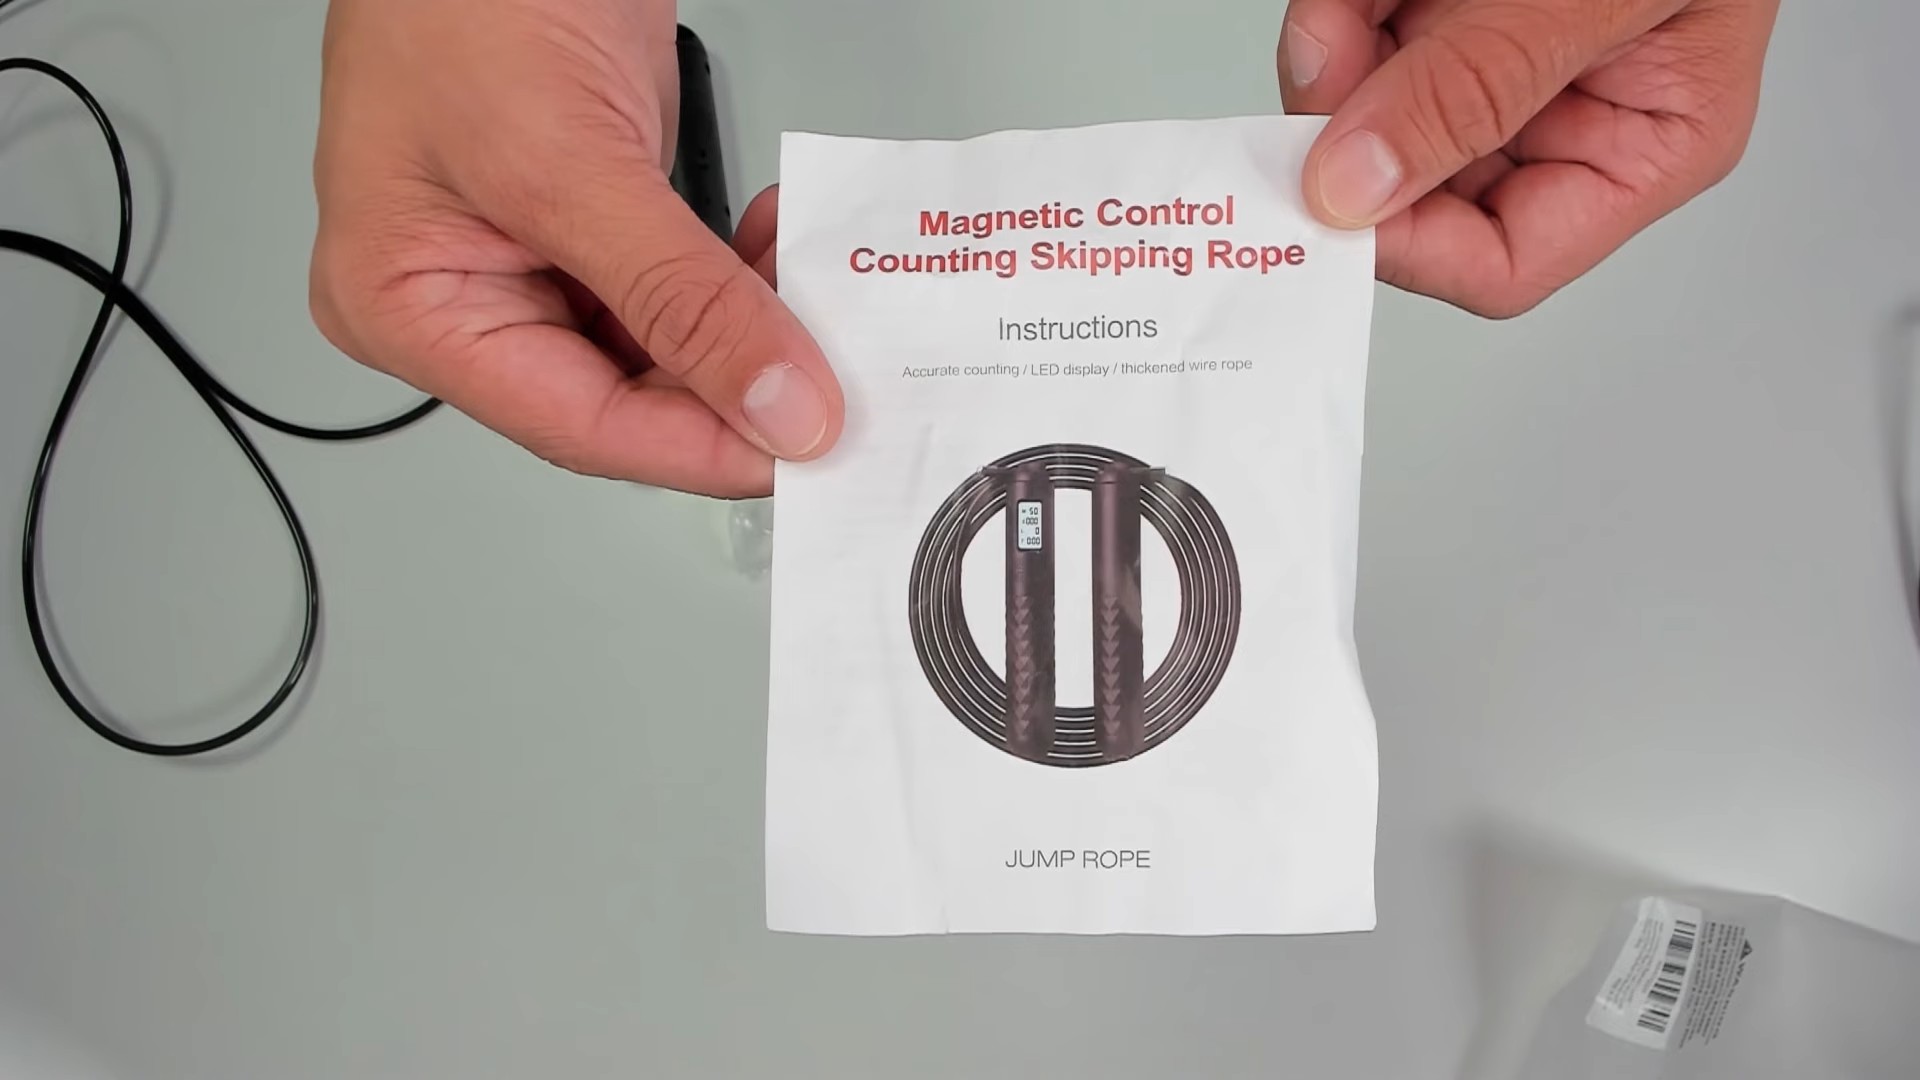 Magnetic Control
Counting Skipping Rope
Instructions
Accurate counting / LED display / thickened wire rope
JUMP ROPE